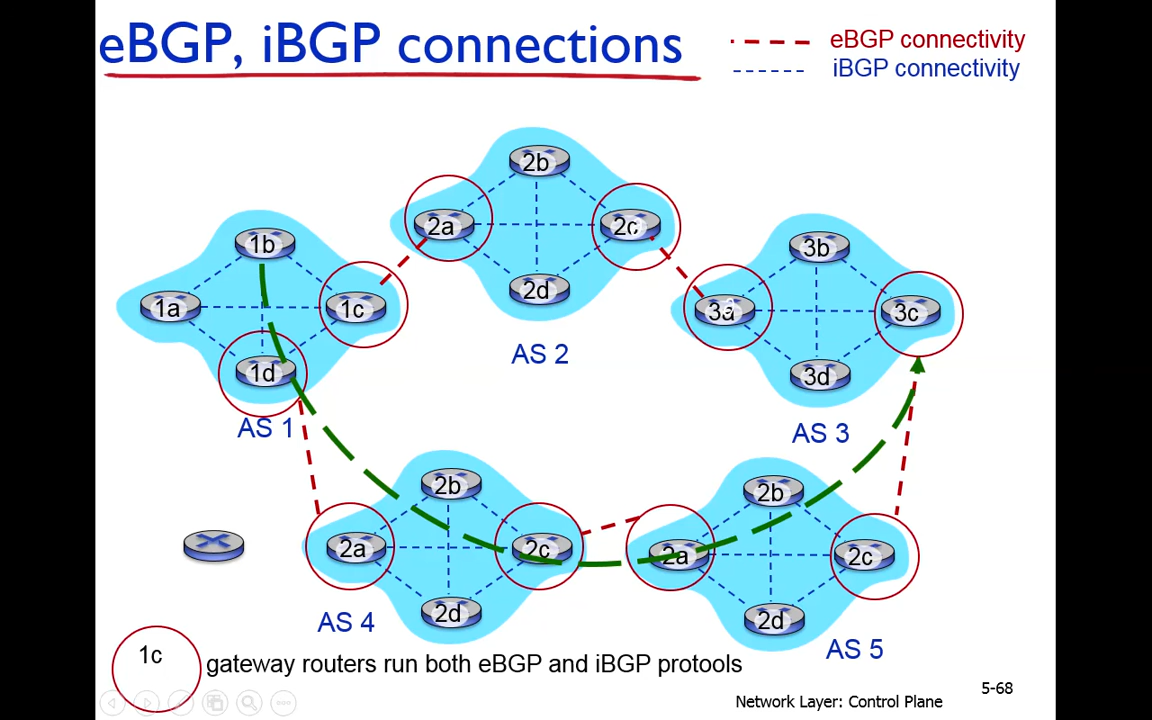 eBGP, iBGP connections
eBGP connectivity
iBGP connectivity
2b
2a
2c
2d
AS 2
1b
1a
1c
1d
AS 1
3b
3a
3c
3d
AS 3
2b
2a
2c
2d
AS 4
2b
2a
2c
2d
AS 5
1c
gateway routers run both eBGP and iBGP protools
Network Layer: Control Plane
5-68